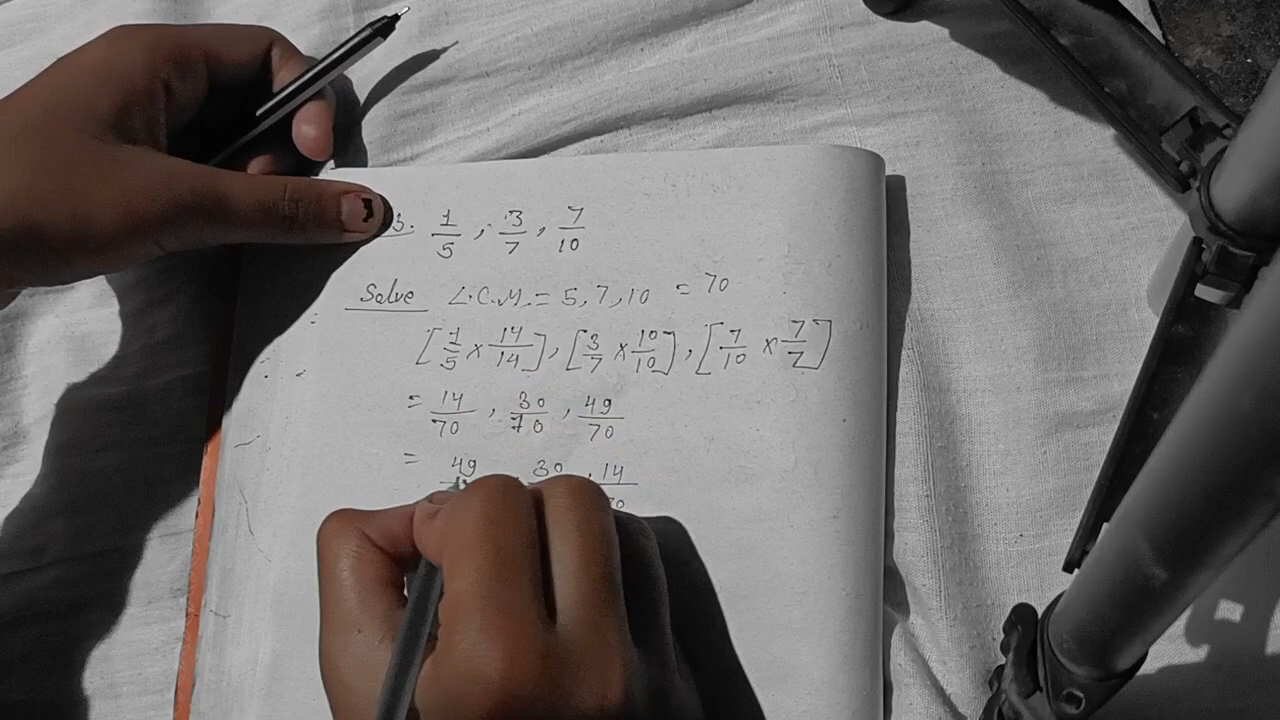 3. 1/5, 3/7, 7/10
Solve L.C.M. = 5, 7, 10 = 70
[1/5 × 14/14], [3/7 × 10/10], [7/10 × 7/7]
= 14/70, 30/70, 49/70
= 49 30, 14